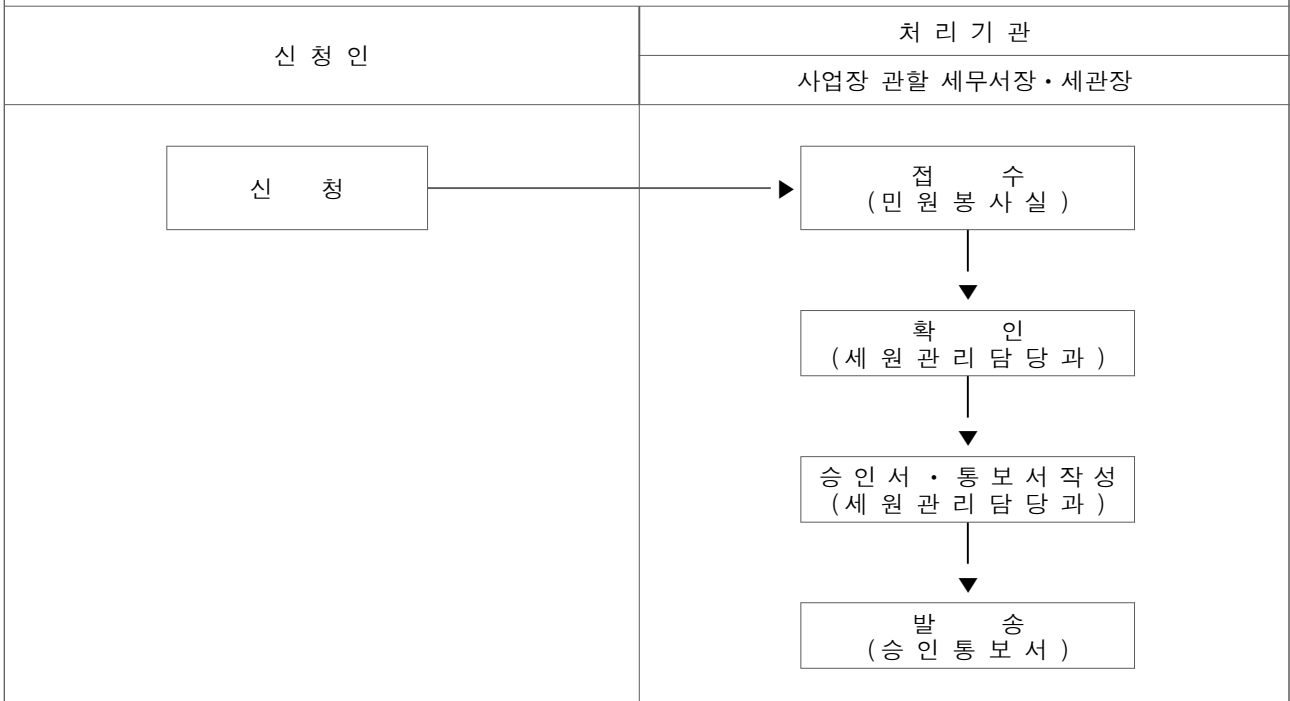 신 청 인
처 리 기 관
사업장 관할 세무서장·세관장
신 청
접 수
(민 원 봉 사 실)
확 인
(세 원 관 리 담 당 과)
승 인 서 · 통 보 서 작 성
(세 원 관 리 담 당 과)
발 송
(승 인 통 보 서)